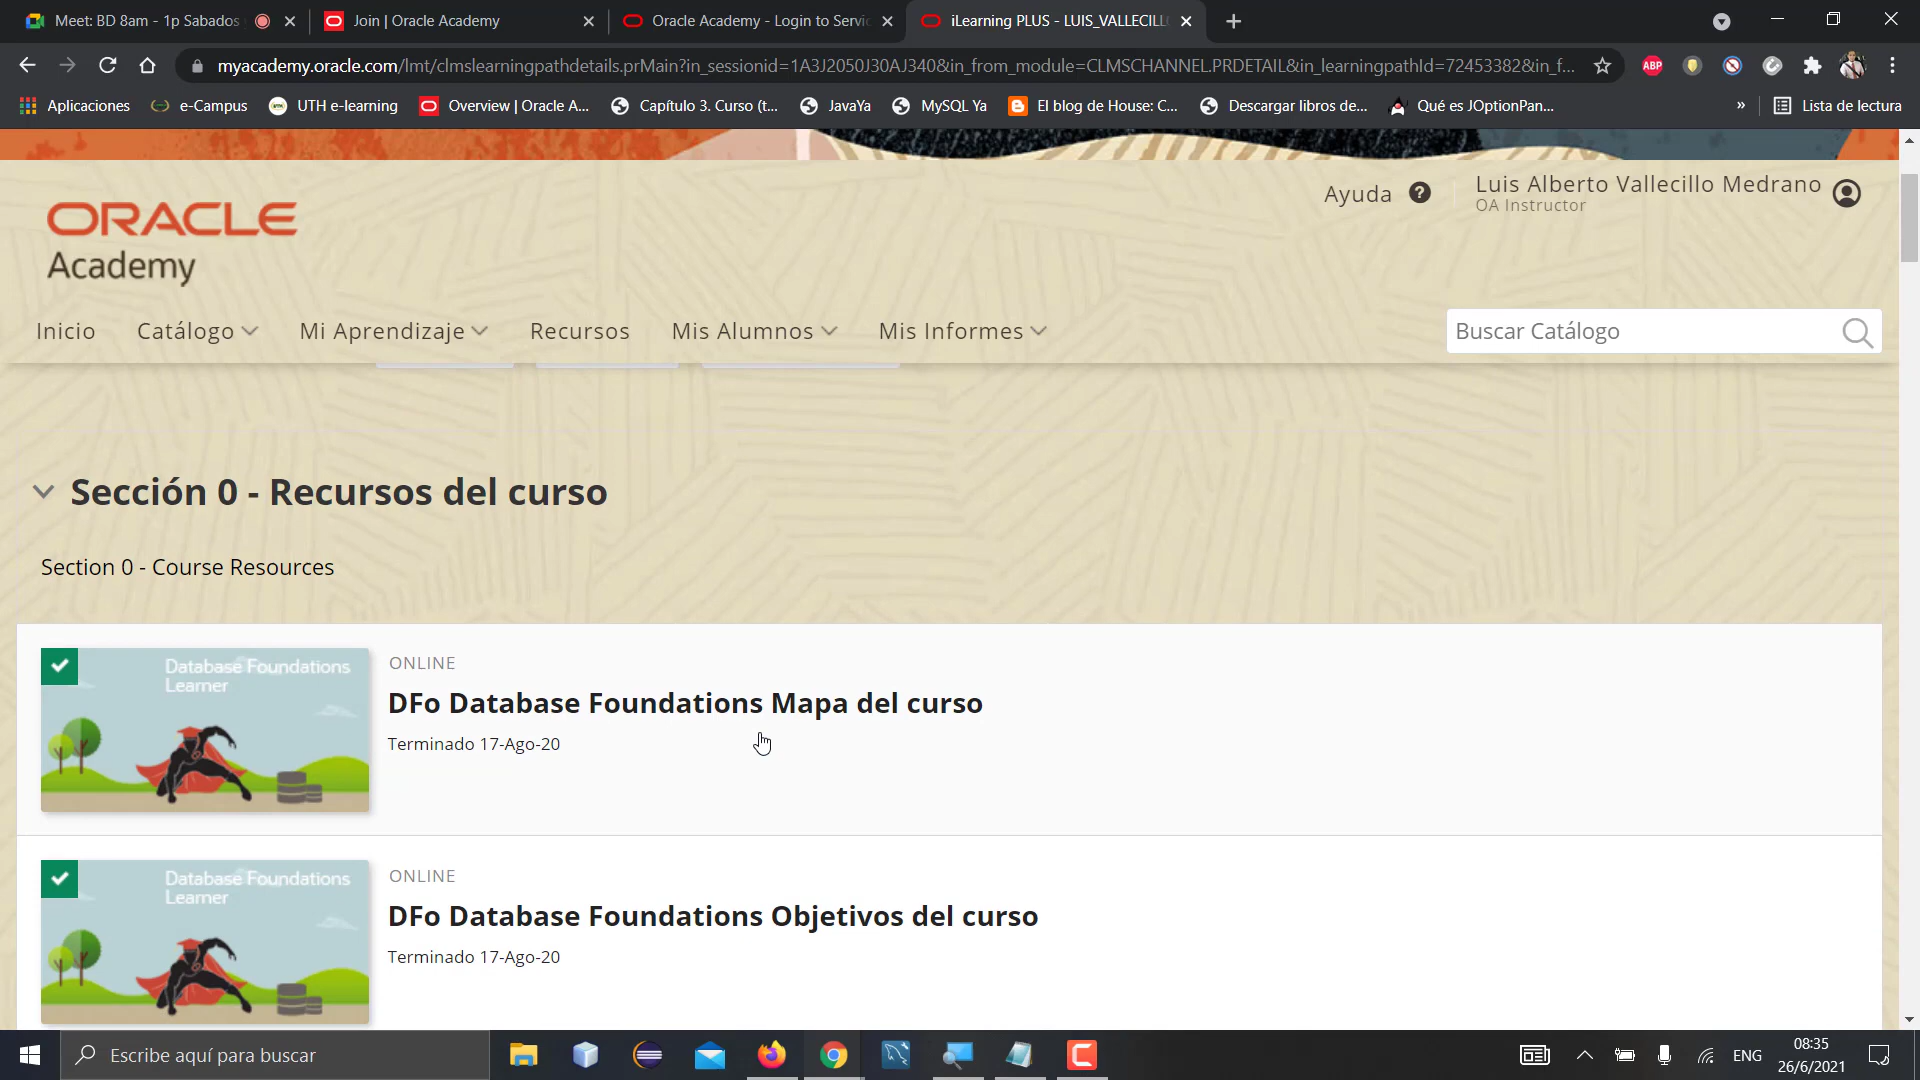 Meet: BD 8am - 1p Sabados
Join | Oracle Academy
Oracle Academy - Login to Servic
iLearning PLUS - LUIS_VALLECILL
myacademy.oracle.com/lmt/clmslearningpathdetails.prMain?in_sessionid=1A3J2050J30AJ340&in_from_module=CLMSCHANNEL.PRDETAIL&in_learningpathId=72453382&in_f...
ABP
Aplicaciones
e-Campus
UTH e-learning
Overview | Oracle A...
Capítulo 3. Curso (t...
JavaYa
MySQL Ya
El blog de House: C...
Descargar libros de...
Qué es JOptionPan...
»
Lista de lectura
ORACLE
Academy
Ayuda ?
Luis Alberto Vallecillo Medrano
OA Instructor
Inicio
Catálogo
Mi Aprendizaje
Recursos
Mis Alumnos
Mis Informes
Buscar Catálogo
Sección 0 - Recursos del curso
Section 0 - Course Resources
Database Foundations
Learner
ONLINE
DFo Database Foundations Mapa del curso
Terminado 17-Ago-20
Database Foundations
Learner
ONLINE
DFo Database Foundations Objetivos del curso
Terminado 17-Ago-20
Escribe aquí para buscar
ENG
08:35
26/6/2021